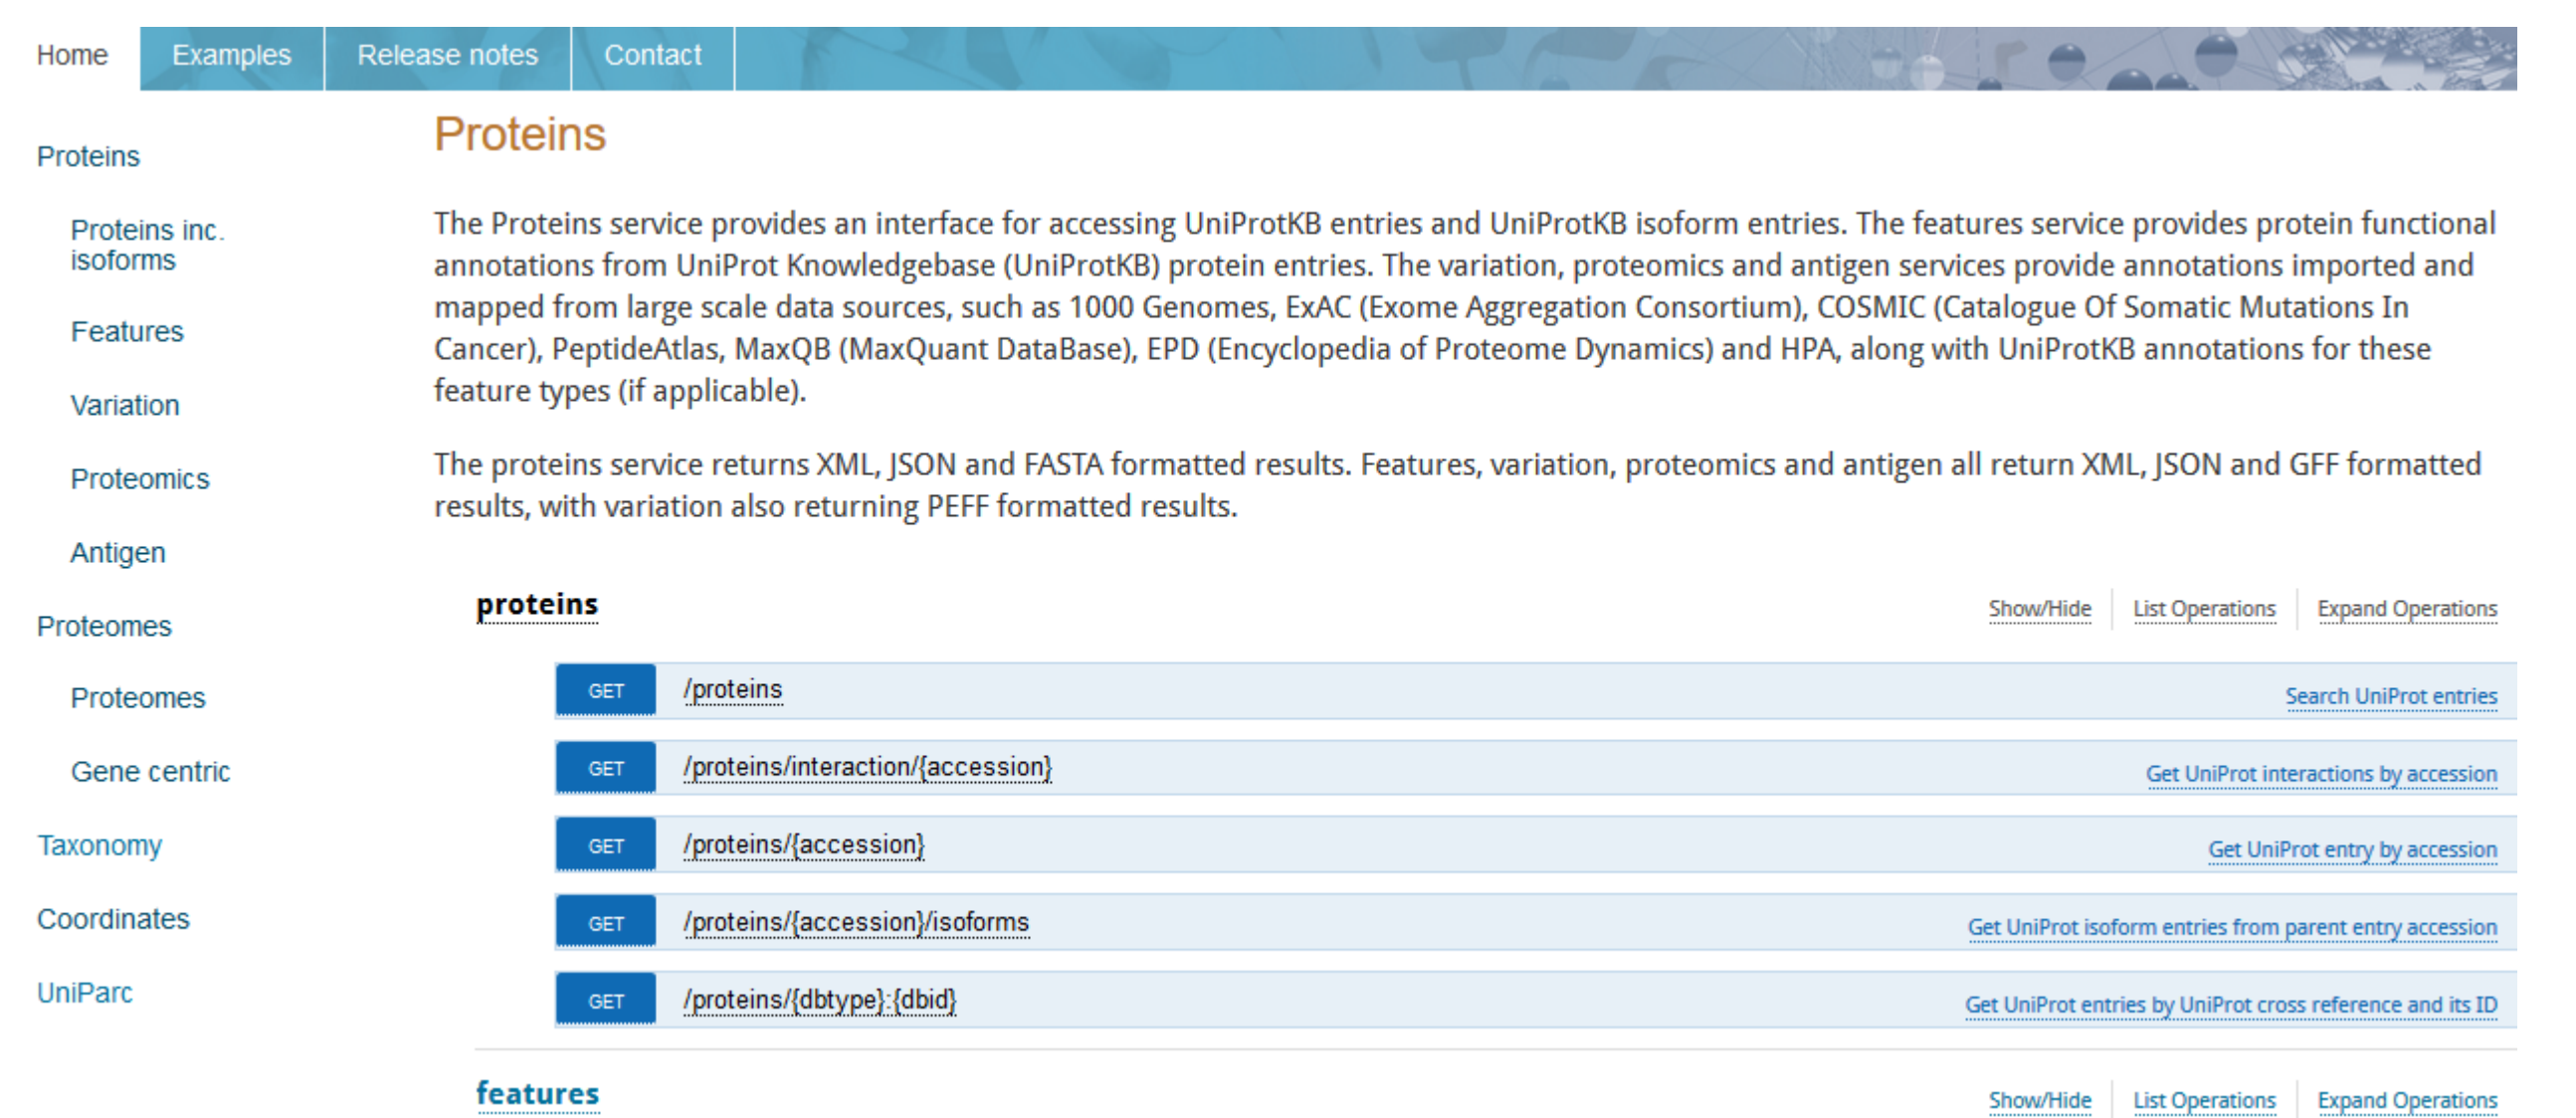 Home
Examples
Release notes
Contact
Proteins
Proteins inc.
isoforms
Features
Variation
Proteomics
Antigen
Proteomes
Proteomes
Gene centric
Taxonomy
Coordinates
UniParc
Proteins
The Proteins service provides an interface for accessing UniProtKB entries and UniProtKB isoform entries. The features service provides protein functional
annotations from UniProt Knowledgebase (UniProtKB) protein entries. The variation, proteomics and antigen services provide annotations imported and
mapped from large scale data sources, such as 1000 Genomes, ExAC (Exome Aggregation Consortium), COSMIC (Catalogue Of Somatic Mutations In
Cancer), PeptideAtlas, MaxQB (MaxQuant DataBase), EPD (Encyclopedia of Proteome Dynamics) and HPA, along with UniProtKB annotations for these
feature types (if applicable).
The proteins service returns XML, JSON and FASTA formatted results. Features, variation, proteomics and antigen all return XML, JSON and GFF formatted
results, with variation also returning PEFF formatted results.
proteins Show/Hide List Operations Expand Operations
GET /proteins Search UniProt entries
GET /proteins/interaction/{accession} Get UniProt interactions by accession
GET /proteins/{accession} Get UniProt entry by accession
GET /proteins/{accession}/isoforms Get UniProt isoform entries from parent entry accession
GET /proteins/{dbtype}:{dbid} Get UniProt entries by UniProt cross reference and its ID
features Show/Hide List Operations Expand Operations